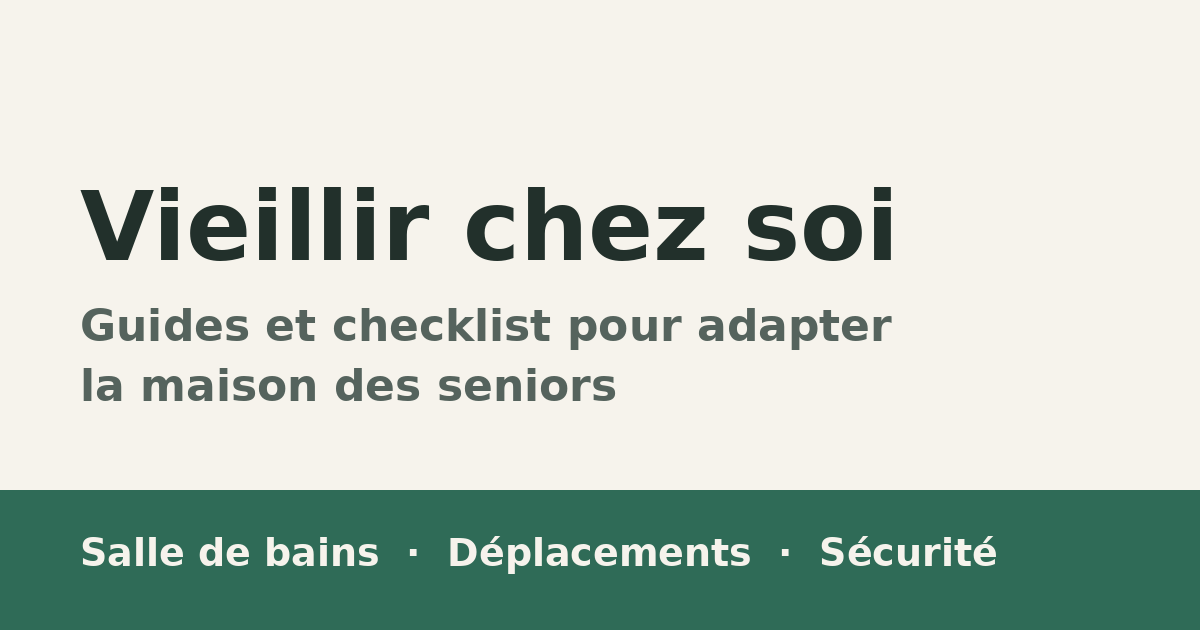 Vieillir chez soi
Guides et checklist pour adapter
la maison des seniors
Salle de bains · Déplacements · Sécurité